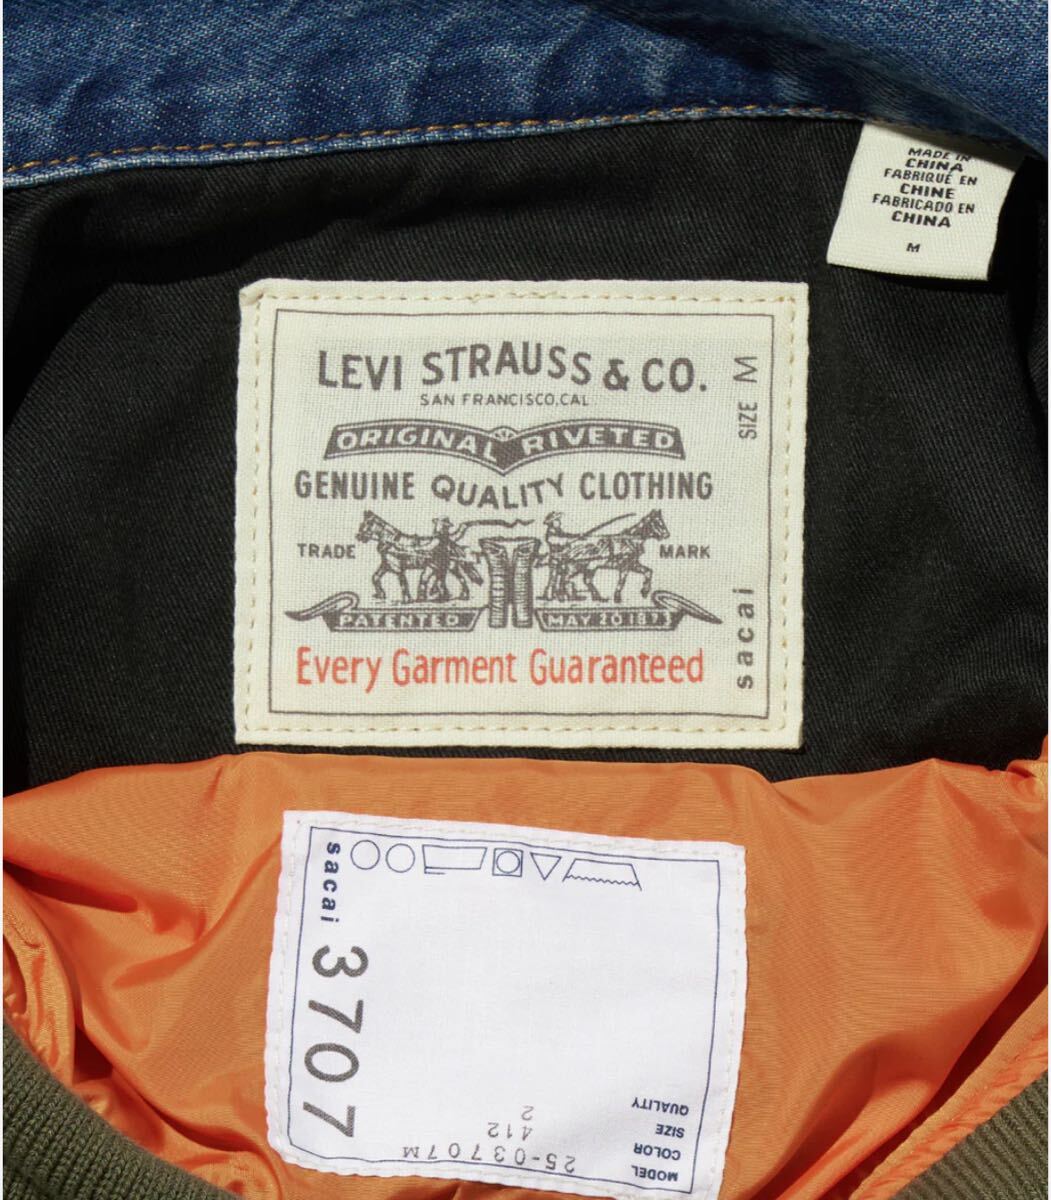 MADE IN
CHINA
FABRIQUÉ EN
CHINE
FABRICADO EN
CHINA
M
LEVI STRAUSS & CO.
SAN FRANCISCO, CAL
ORIGINAL RIVETED
GENUINE QUALITY CLOTHING
TRADE MARK
PATENTED MAY 20 1873
Every Garment Guaranteed
SIZE M
sacai
sacai
3707
MODEL 25-03707M
COLOR 412
SIZE 2
QUALITY